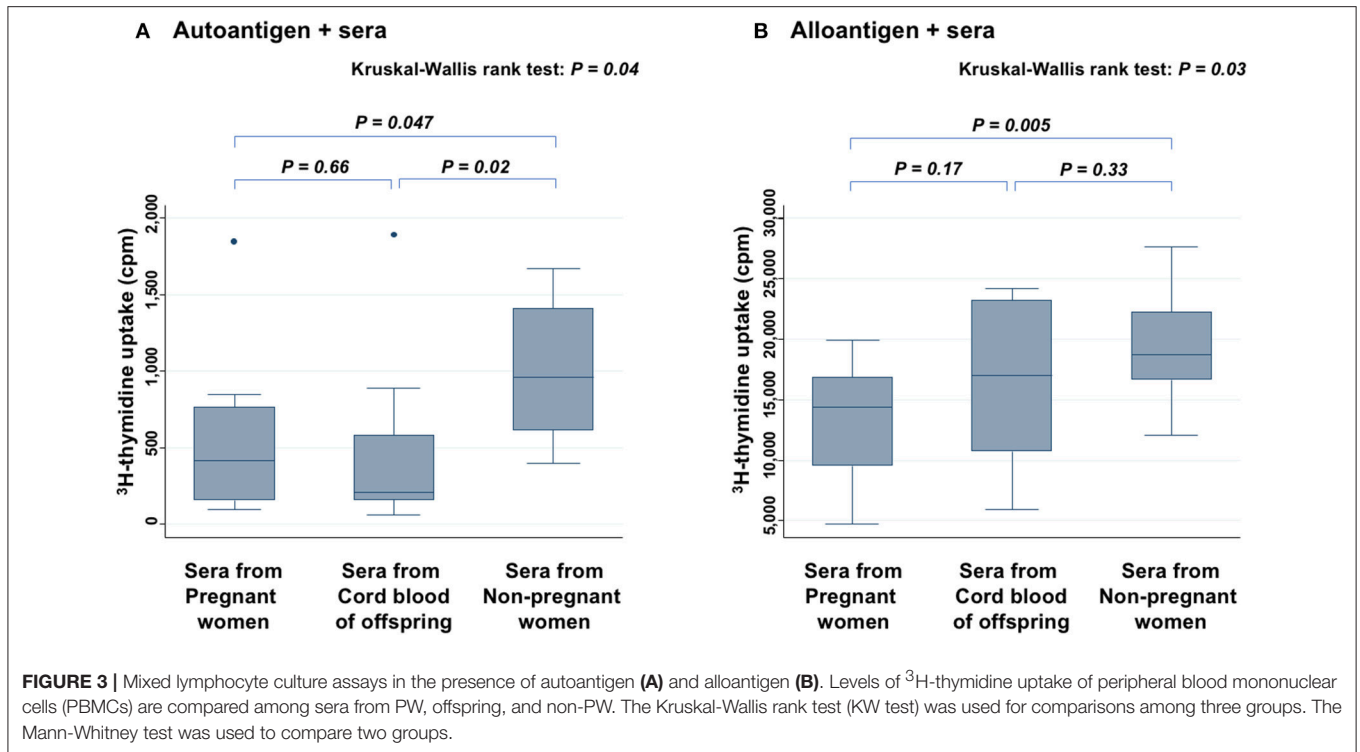 A Autoantigen + sera
Kruskal-Wallis rank test: P = 0.04
P = 0.047
P = 0.66
P = 0.02
³H-thymidine uptake (cpm)
2,000
1,500
1,000
500
0
Sera from
Pregnant
women
Sera from
Cord blood
of offspring
Sera from
Non-pregnant
women
B Alloantigen + sera
Kruskal-Wallis rank test: P = 0.03
P = 0.005
P = 0.17
P = 0.33
³H-thymidine uptake (cpm)
30,000
25,000
20,000
15,000
10,000
5,000
Sera from
Pregnant
women
Sera from
Cord blood
of offspring
Sera from
Non-pregnant
women
FIGURE 3 | Mixed lymphocyte culture assays in the presence of autoantigen (A) and alloantigen (B). Levels of ³H-thymidine uptake of peripheral blood mononuclear
cells (PBMCs) are compared among sera from PW, offspring, and non-PW. The Kruskal-Wallis rank test (KW test) was used for comparisons among three groups. The
Mann-Whitney test was used to compare two groups.